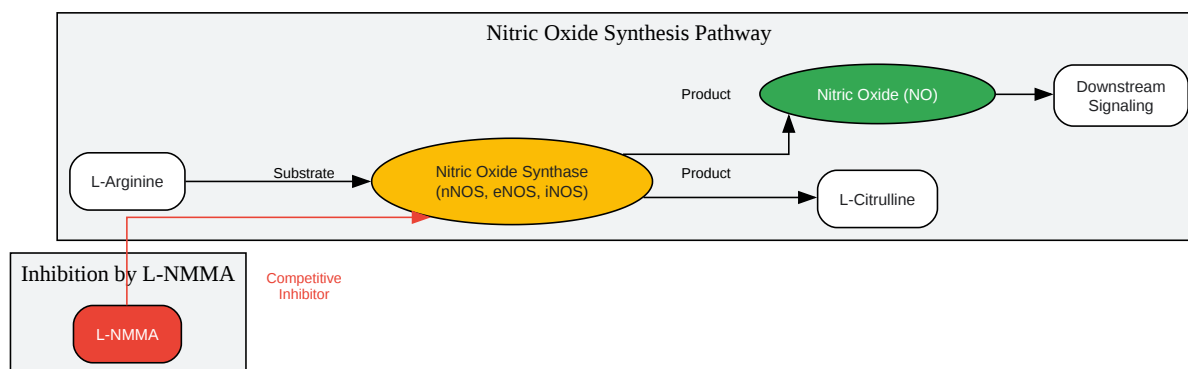 Nitric Oxide Synthesis Pathway
Product
Nitric Oxide (NO)
Downstream
Signaling
L-Arginine
Substrate
Nitric Oxide Synthase
(nNOS, eNOS, iNOS)
Product
L-Citrulline
Inhibition by L-NMMA
Competitive
Inhibitor
L-NMMA